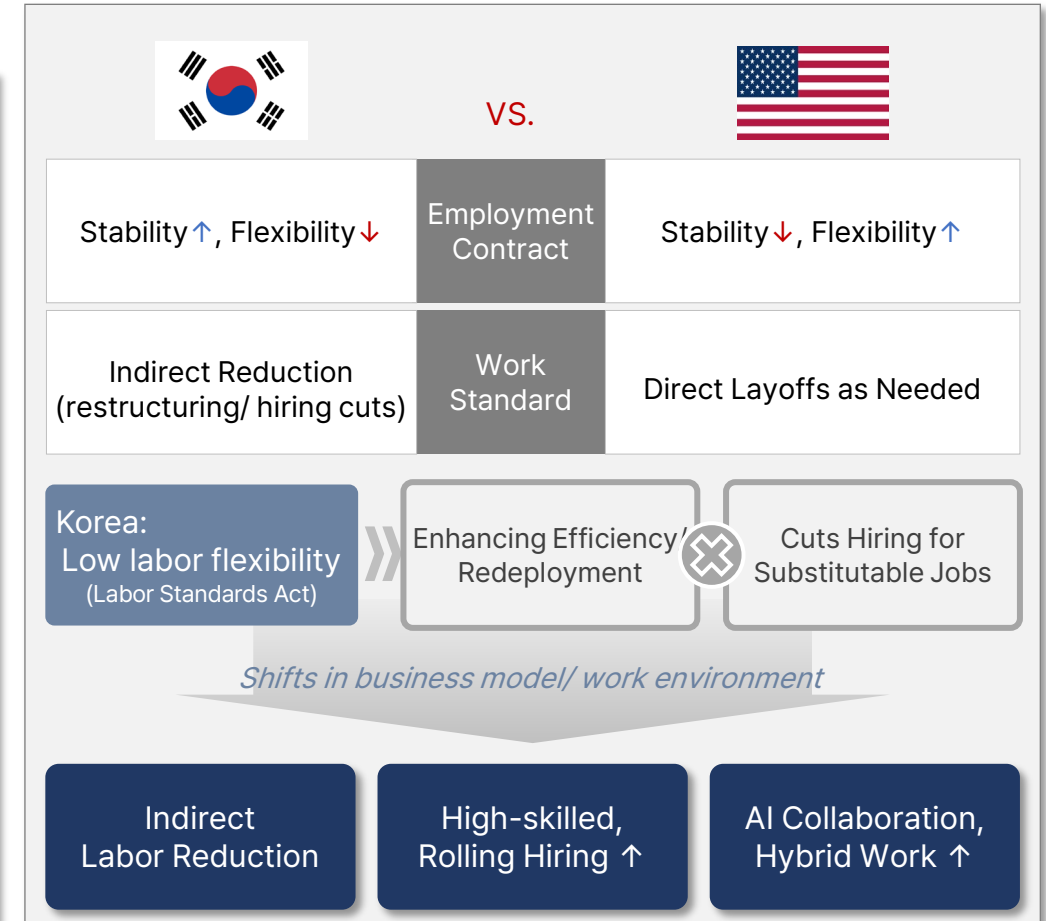 VS.
Stability↑, Flexibility↓
Employment
Contract
Stability↓, Flexibility↑
Indirect Reduction
(restructuring/ hiring cuts)
Work
Standard
Direct Layoffs as Needed
Korea:
Low labor flexibility
(Labor Standards Act)
Enhancing Efficiency/
Redeployment
Cuts Hiring for
Substitutable Jobs
Shifts in business model/ work environment
Indirect
Labor Reduction
High-skilled,
Rolling Hiring ↑
AI Collaboration,
Hybrid Work ↑